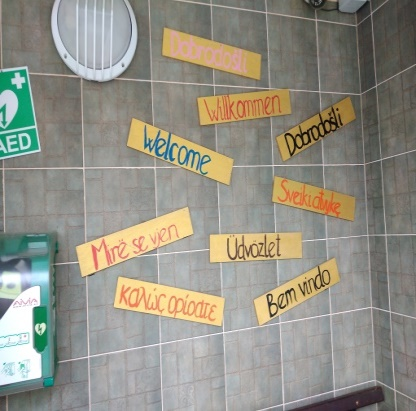 Dobrodošli
Willkommen
Dobrodošli
Welcome
Sveiki atvykę
Mirë se vjen
Üdvözlet
καλώς ορίσατε
Bem vindo
AED